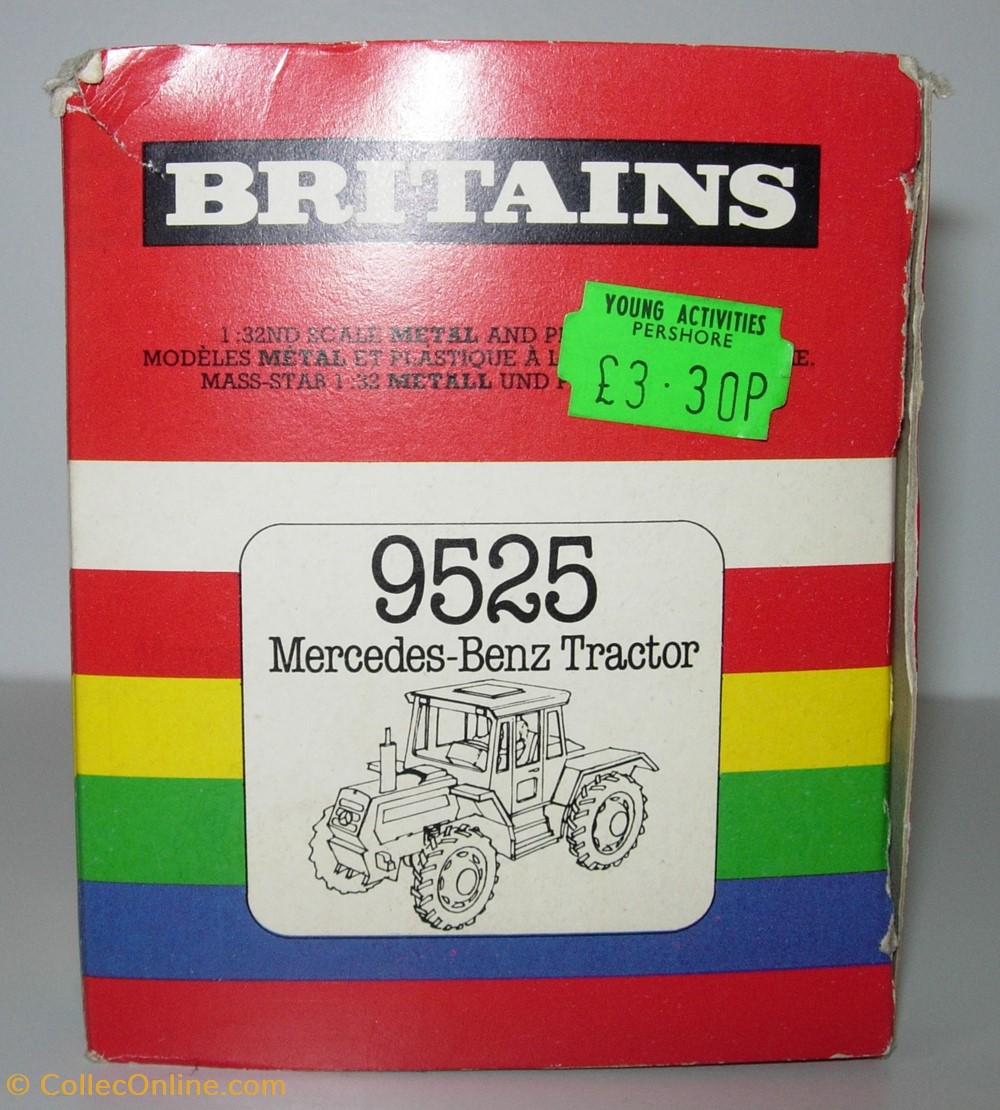 BRITAINS
1:32ND SCALE METAL AND
MODÈLES MÉTAL ET PLASTIQUE À
MASS-STAB 1:32 METALL UND
YOUNG ACTIVITIES
PERSHORE
£3·30P
9525
Mercedes-Benz Tractor
© CollecOnline.com